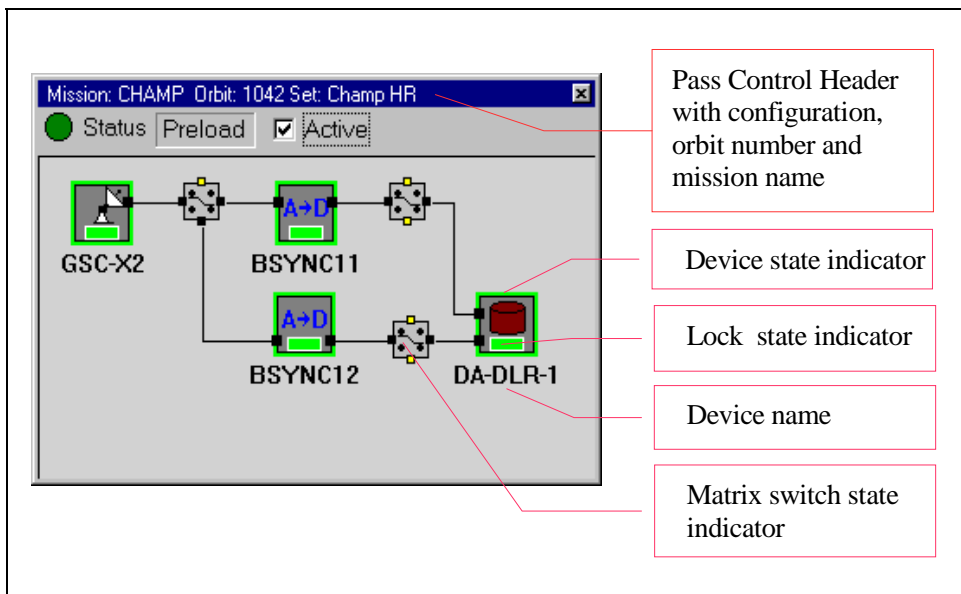 Mission: CHAMP Orbit: 1042 Set: Champ HR
Status Preload Active
GSC-X2
A→D
BSYNC11
A→D
BSYNC12
DA-DLR-1
Pass Control Header
with configuration,
orbit number and
mission name
Device state indicator
Lock state indicator
Device name
Matrix switch state
indicator